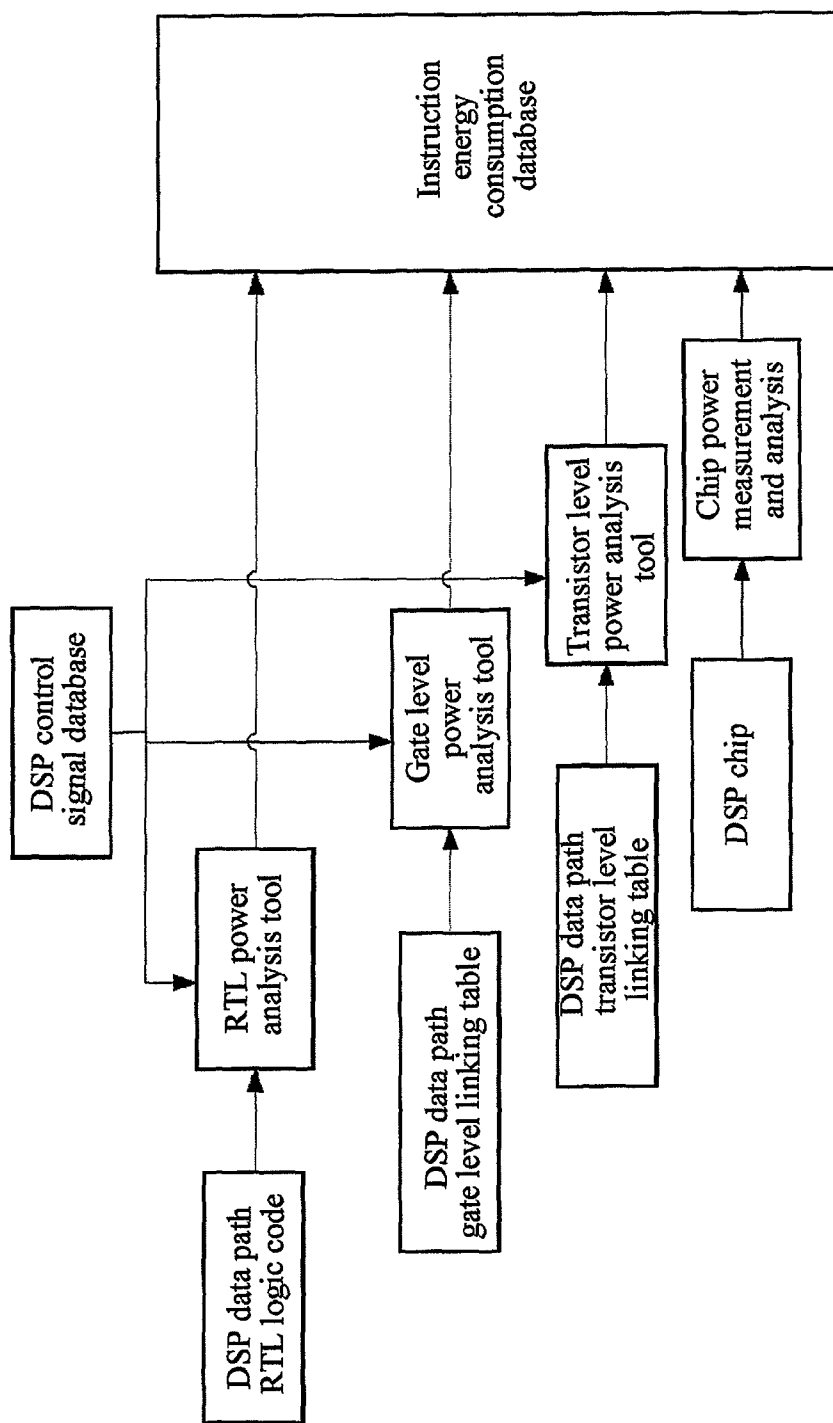 DSP control
signal database
DSP data path
RTL logic code
RTL power
analysis tool
DSP data path
gate level linking table
Gate level
power
analysis tool
DSP data path
transistor level
linking table
Transistor level
power analysis
tool
DSP chip
Chip power
measurement
and analysis
Instruction
energy
consumption
database